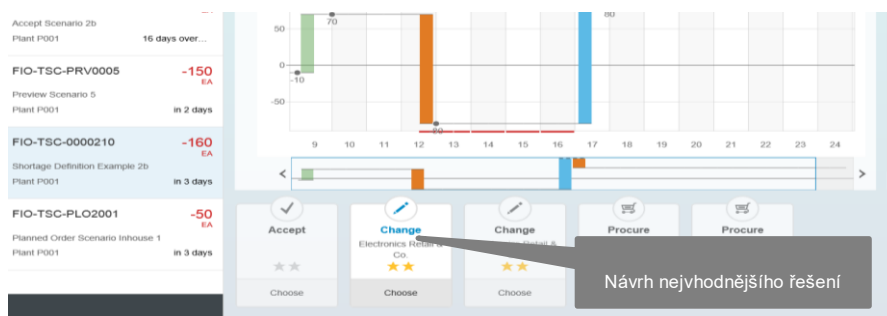 Accept Scenario 2b
Plant P001 16 days over...
FIO-TSC-PRV0005 -150
EA
Preview Scenario 5
Plant P001 in 2 days
FIO-TSC-0000210 -160
EA
Shortage Definition Example 2b
Plant P001 in 3 days
FIO-TSC-PLO2001 -50
EA
Planned Order Scenario Inhouse 1
Plant P001 in 3 days
70
80
50
0
-10
-50
9 10 11 12 13 14 15 16 17 18 19 20 21 22 23 24
Accept Change Change Procure Procure
Electronics Retail &
Co.
Choose Choose Choose
Návrh nejvhodnějšího řešení